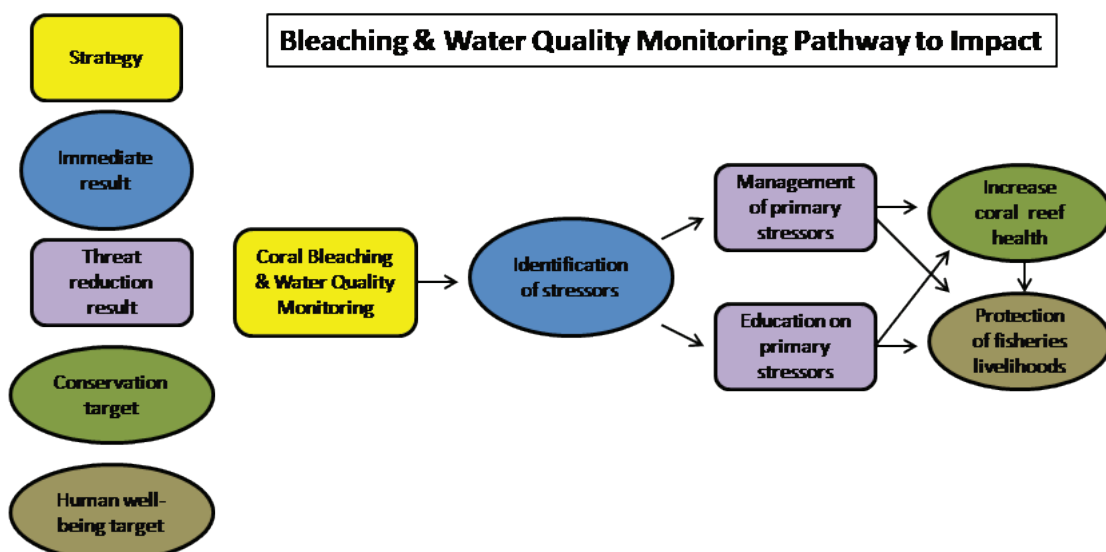 Bleaching & Water Quality Monitoring Pathway to Impact
Strategy
Immediate
result
Threat
reduction
result
Conservation
target
Human well-
being target
Coral Bleaching
& Water Quality
Monitoring
Identification
of stressors
Management
of primary
stressors
Education on
primary
stressors
Increase
coral reef
health
Protection
of fisheries
livelihoods